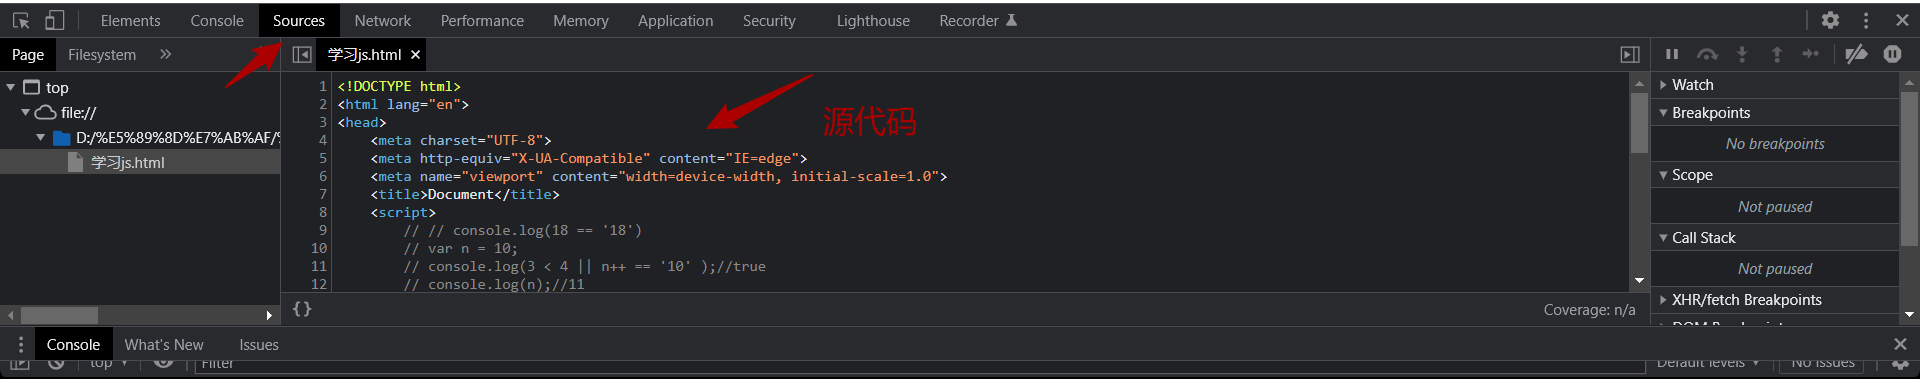 Elements Console Sources Network Performance Memory Application Security Lighthouse Recorder
Page Filesystem
学习js.html
top
file://
D:/%E5%89%8D%E7%AB%AF/
学习js.html
1 <!DOCTYPE html>
2 <html lang="en">
3 <head>
4 <meta charset="UTF-8">
5 <meta http-equiv="X-UA-Compatible" content="IE=edge">
6 <meta name="viewport" content="width=device-width, initial-scale=1.0">
7 <title>Document</title>
8 <script>
9 // // console.log(18 == '18')
10 // var n = 10;
11 // console.log(3 < 4 || n++ == '10' );//true
12 // console.log(n);//11
源代码
{} Coverage: n/a
Watch
Breakpoints
No breakpoints
Scope
Not paused
Call Stack
Not paused
XHR/fetch Breakpoints
Console What's New Issues
top Filter Default levels No Issues